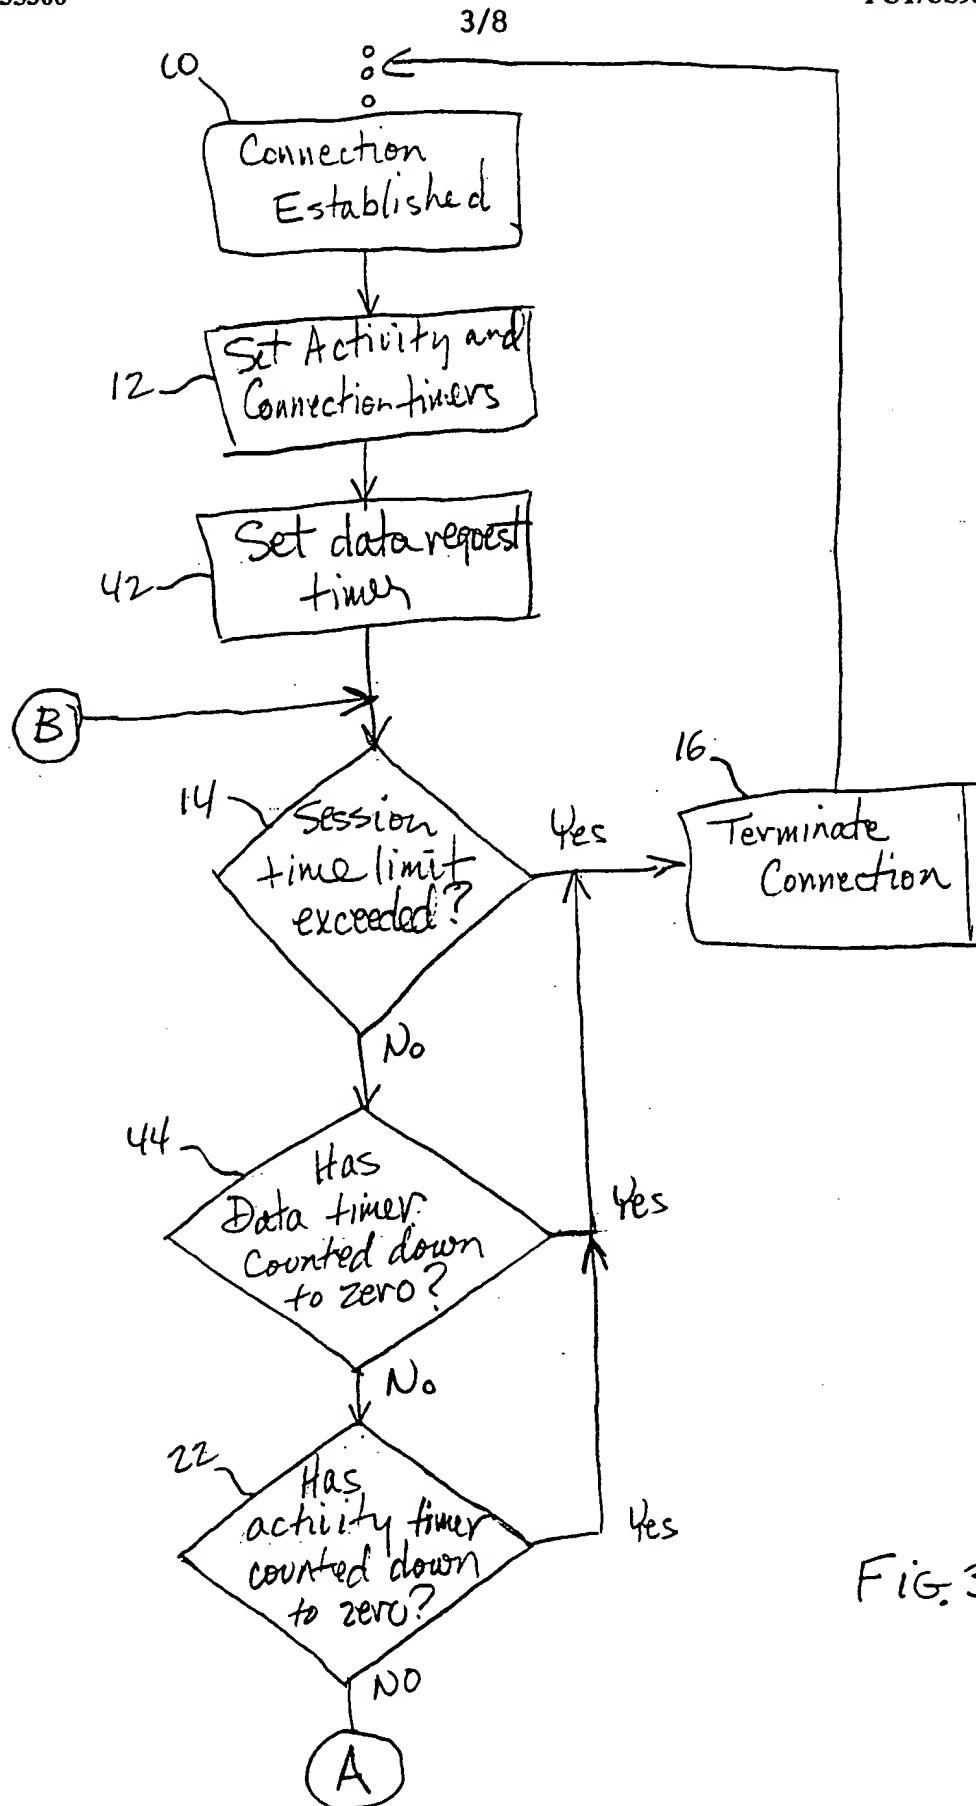 3/8
10
Connection
Established
Set Activity and
Connection timers
12
Set data request
timer
42
B
14
Session
time limit
exceeded?
Yes
16
Terminate
Connection
No
44
Has
Data timer
Counted down
to zero?
Yes
No
22
Has
activity timer
counted down
to zero?
Yes
NO
A
FIG. 3